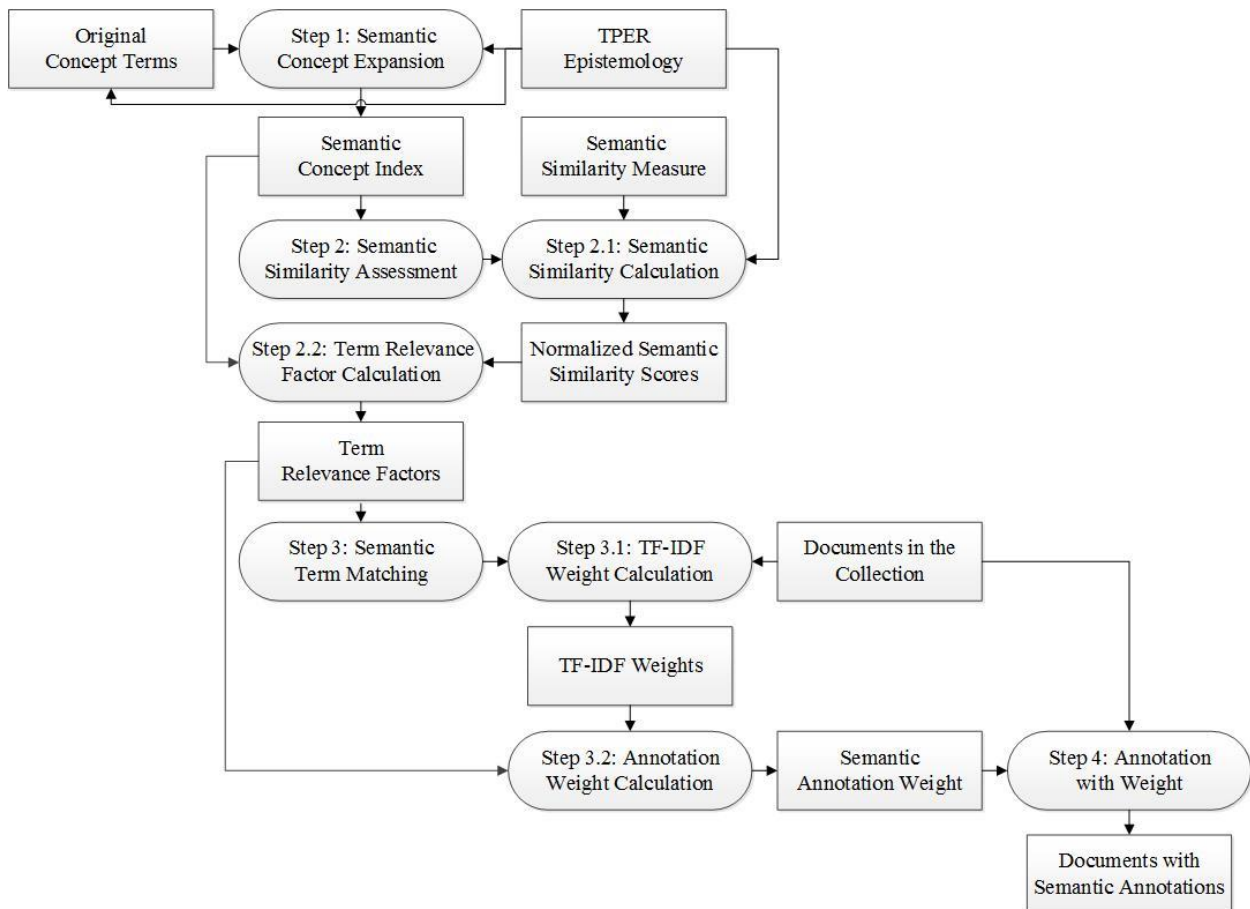 Original
Concept Terms
Step 1: Semantic
Concept Expansion
TPER
Epistemology
Semantic
Concept Index
Semantic
Similarity Measure
Step 2: Semantic
Similarity Assessment
Step 2.1: Semantic
Similarity Calculation
Step 2.2: Term Relevance
Factor Calculation
Normalized Semantic
Similarity Scores
Term
Relevance Factors
Step 3: Semantic
Term Matching
Step 3.1: TF-IDF
Weight Calculation
Documents in the
Collection
TF-IDF Weights
Step 3.2: Annotation
Weight Calculation
Semantic
Annotation Weight
Step 4: Annotation
with Weight
Documents with
Semantic Annotations